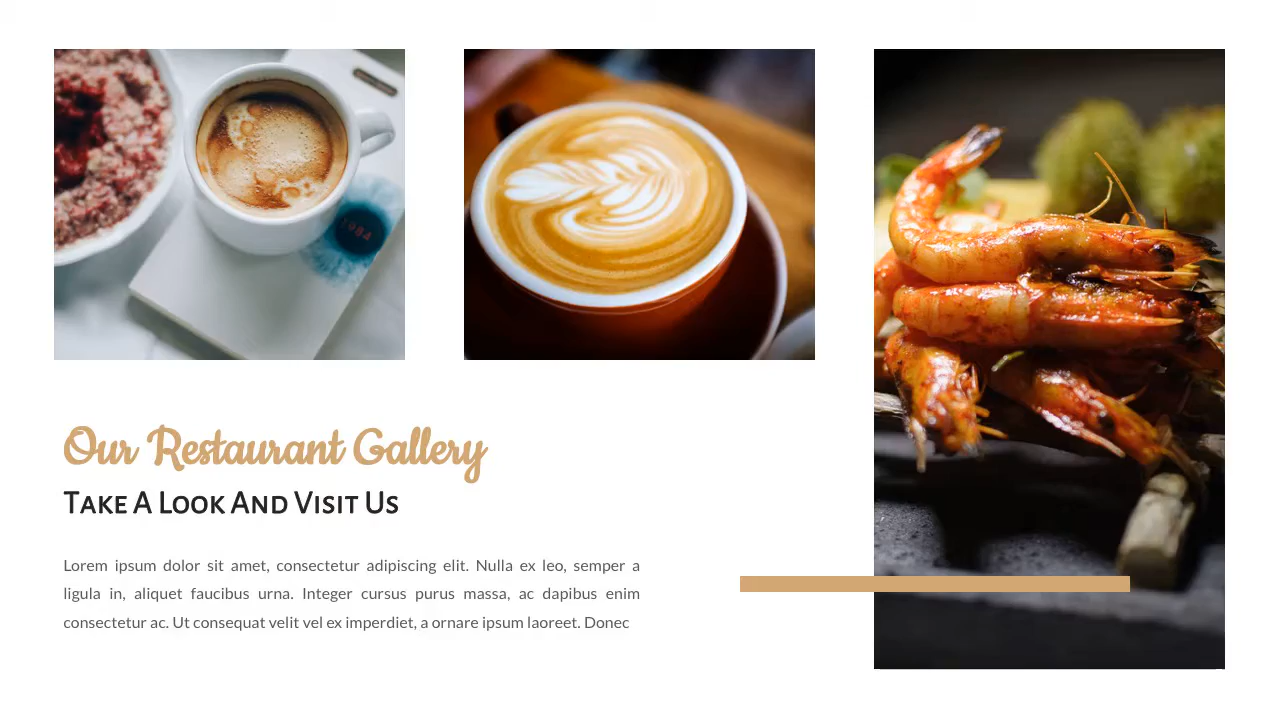 1984
Our Restaurant Gallery
Take A Look And Visit Us
Lorem ipsum dolor sit amet, consectetur adipiscing elit. Nulla ex leo, semper a
ligula in, aliquet faucibus urna. Integer cursus purus massa, ac dapibus enim
consectetur ac. Ut consequat velit vel ex imperdiet, a ornare ipsum laoreet. Donec